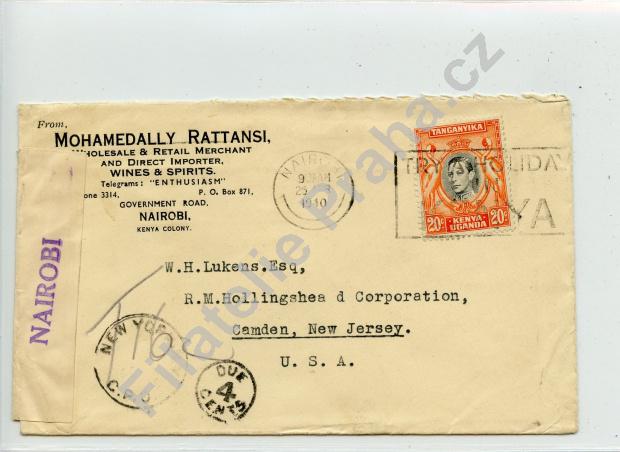 From,
MOHAMEDALLY RATTANSI,
WHOLESALE & RETAIL MERCHANT
AND DIRECT IMPORTER,
WINES & SPIRITS.
Telegrams: "ENTHUSIASM"
one 3314, P. O. Box 871,
GOVERNMENT ROAD,
NAIROBI,
KENYA COLONY.
NAIROBI
NAIROBI
1940
TANGANYIKA
20c KENYA UGANDA 20c
W.H.Lukens.Esq,
R.M.Hollingshea d Corporation,
Camden, New Jersey.
U. S. A.
NEW YORK
DUE
4
CENTS
Filatelie Praha.cz